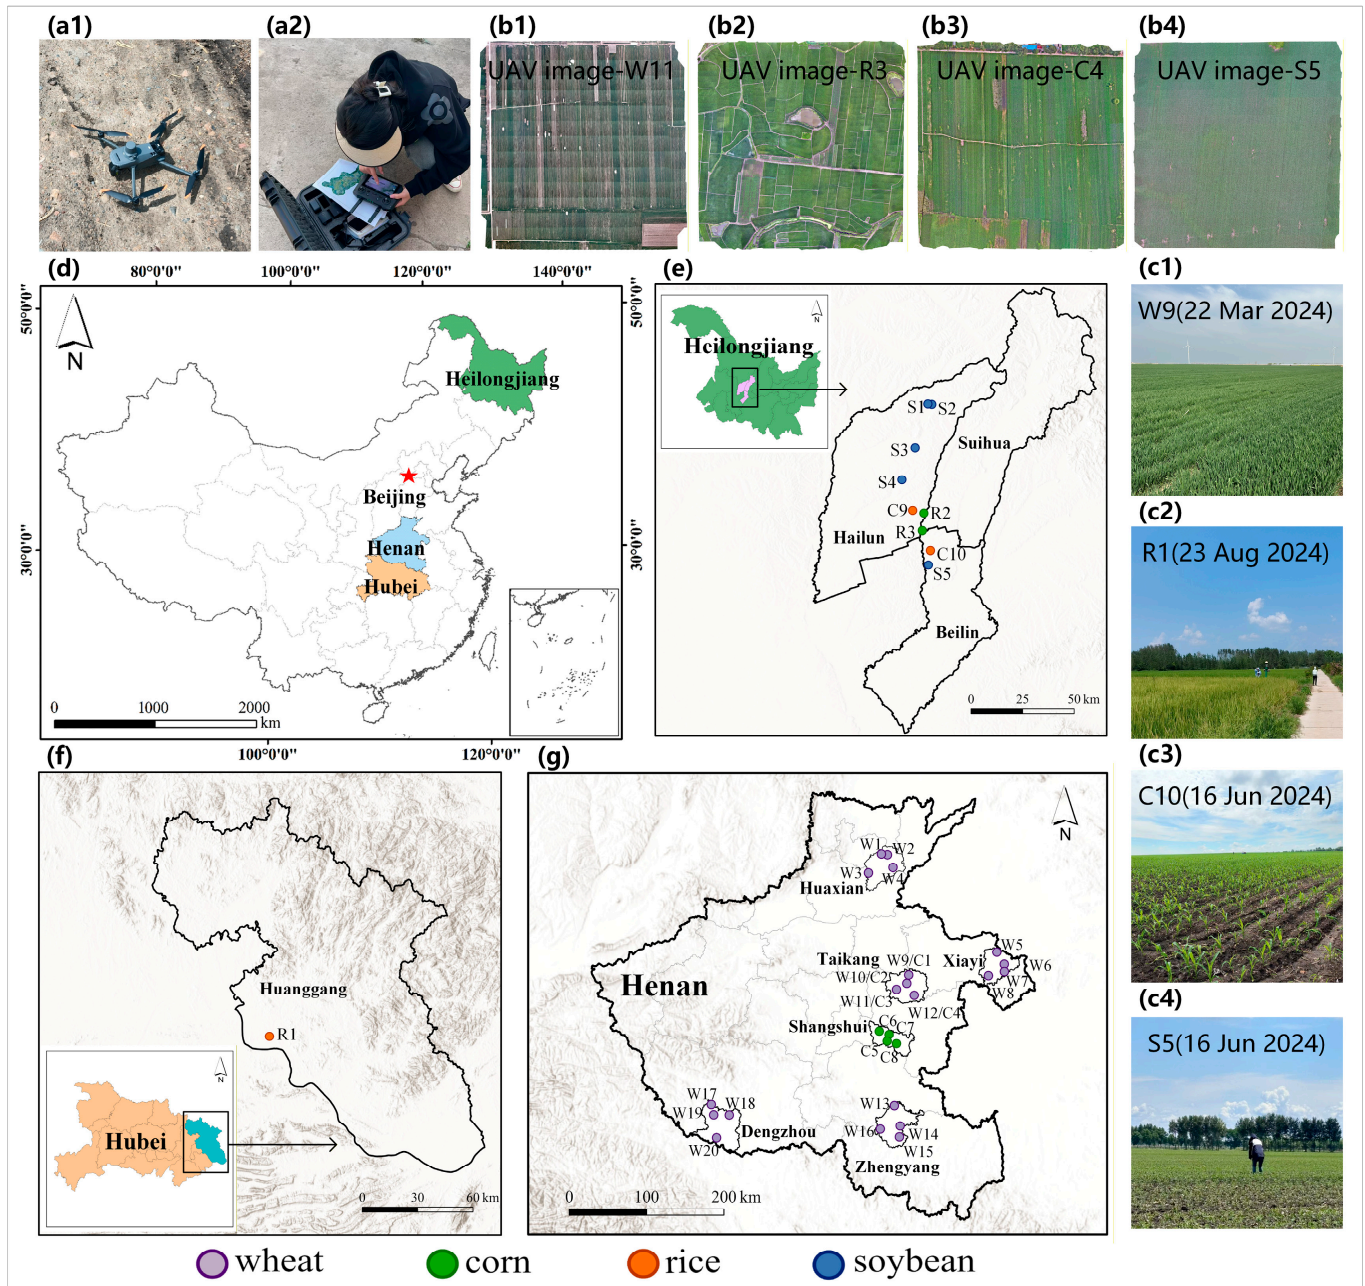 (a1)
(a2)
(b1)
(b2)
(b3)
(b4)
UAV image-W11
UAV image-R3
UAV image-C4
UAV image-S5
(d)
80°0'0"
100°0'0"
120°0'0"
140°0'0"
50°0'0"
30°0'0"
50°0'0"
30°0'0"
N
Heilongjiang
Beijing
Henan
Hubei
0
1000
2000
km
100°0'0"
120°0'0"
(e)
N
Heilongjiang
S1
S2
S3
Suihua
S4
C9
R2
R3
Hailun
C10
S5
Beilin
0
25
50 km
(c1)
W9(22 Mar 2024)
(c2)
R1(23 Aug 2024)
(c3)
C10(16 Jun 2024)
(c4)
S5(16 Jun 2024)
(f)
Huanggang
R1
N
Hubei
0
30
60 km
(g)
N
W1
W2
W3
W4
Huaxian
W5
Taikang
W9/C1
Xiayi
W6
W10/C2
W7
Henan
W8
W11/C3
W12/C4
C6
Shangshui
C7
C5
C8
W17
W18
W13
W19
W16
W14
Dengzhou
W20
W15
Zhengyang
0
100
200 km
wheat
corn
rice
soybean